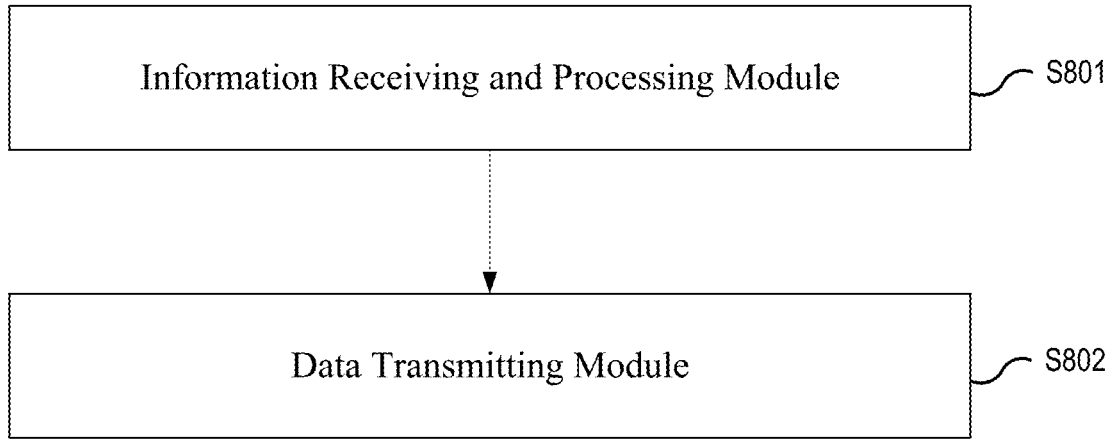 Information Receiving and Processing Module
S801
Data Transmitting Module
S802